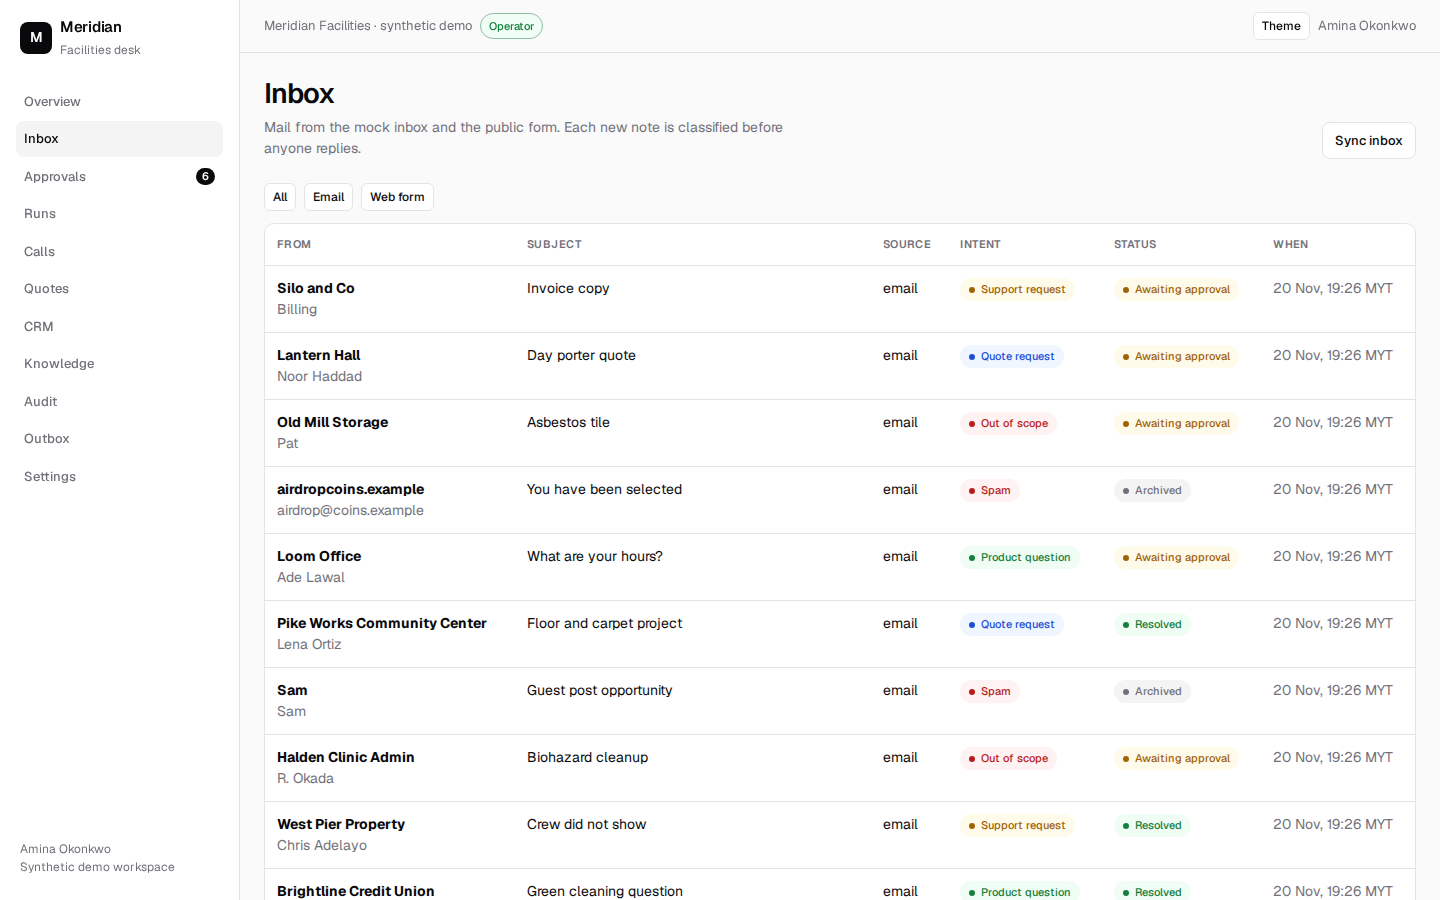 M
Meridian
Facilities desk
Overview
Inbox
Approvals 6
Runs
Calls
Quotes
CRM
Knowledge
Audit
Outbox
Settings
Amina Okonkwo
Synthetic demo workspace
Meridian Facilities · synthetic demo Operator Theme Amina Okonkwo
Inbox
Mail from the mock inbox and the public form. Each new note is classified before
anyone replies.
Sync inbox
All Email Web form
FROM SUBJECT SOURCE INTENT STATUS WHEN
Silo and Co Invoice copy email Support request Awaiting approval 20 Nov, 19:26 MYT
Billing
Lantern Hall Day porter quote email Quote request Awaiting approval 20 Nov, 19:26 MYT
Noor Haddad
Old Mill Storage Asbestos tile email Out of scope Awaiting approval 20 Nov, 19:26 MYT
Pat
airdropcoins.example You have been selected email Spam Archived 20 Nov, 19:26 MYT
airdrop@coins.example
Loom Office What are your hours? email Product question Awaiting approval 20 Nov, 19:26 MYT
Ade Lawal
Pike Works Community Center Floor and carpet project email Quote request Resolved 20 Nov, 19:26 MYT
Lena Ortiz
Sam Guest post opportunity email Spam Archived 20 Nov, 19:26 MYT
Sam
Halden Clinic Admin Biohazard cleanup email Out of scope Awaiting approval 20 Nov, 19:26 MYT
R. Okada
West Pier Property Crew did not show email Support request Resolved 20 Nov, 19:26 MYT
Chris Adelayo
Brightline Credit Union Green cleaning question email Product question Resolved 20 Nov, 19:26 MYT